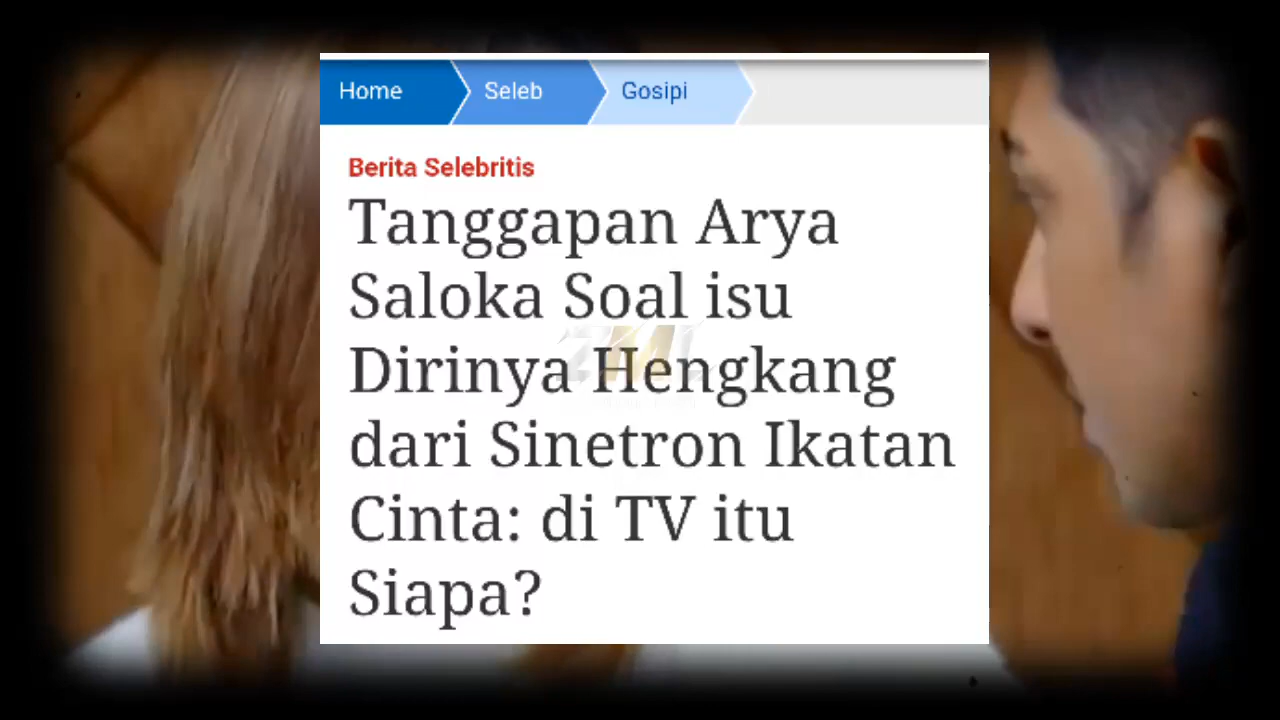 Home Seleb Gosipi
Berita Selebritis
Tanggapan Arya
Saloka Soal isu
Dirinya Hengkang
dari Sinetron Ikatan
Cinta: di TV itu
Siapa?